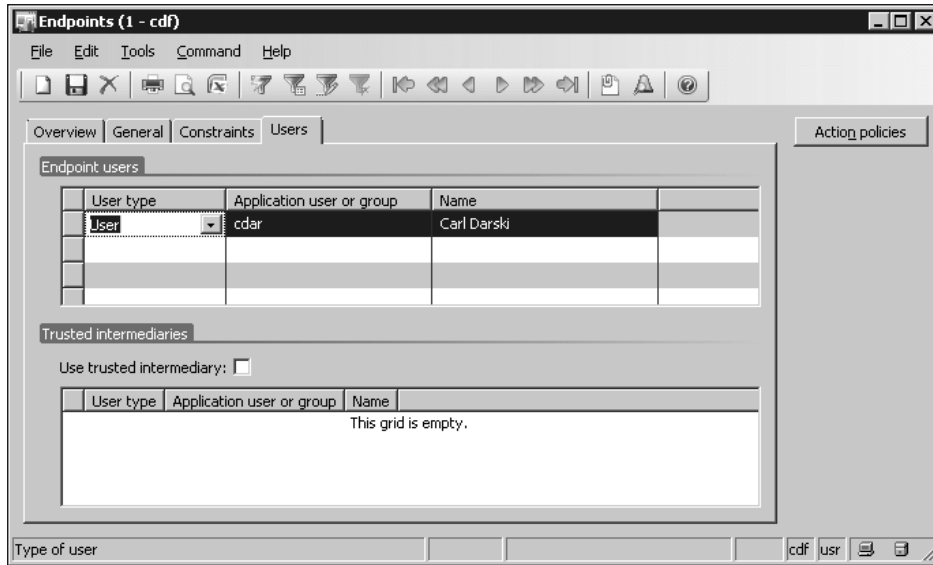 Endpoints (1 - cdf)
File Edit Tools Command Help
Overview General Constraints Users Action policies
Endpoint users
User type Application user or group Name
User cdar Carl Darski
Trusted intermediaries
Use trusted intermediary:
User type Application user or group Name
This grid is empty.
Type of user cdf usr